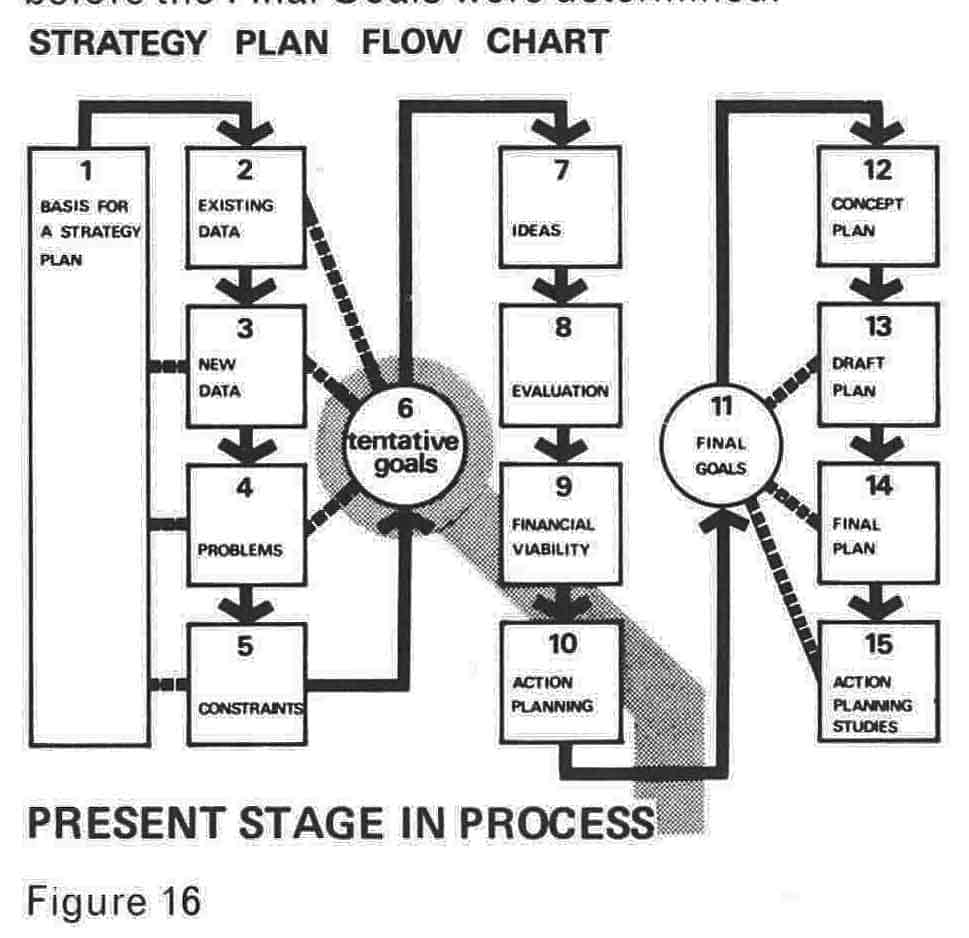 before the Final Goals were determined.
STRATEGY PLAN FLOW CHART
1
BASIS FOR
A STRATEGY
PLAN
2
EXISTING
DATA
3
NEW
DATA
4
PROBLEMS
5
CONSTRAINTS
6
tentative
goals
7
IDEAS
8
EVALUATION
9
FINANCIAL
VIABILITY
10
ACTION
PLANNING
11
FINAL
GOALS
12
CONCEPT
PLAN
13
DRAFT
PLAN
14
FINAL
PLAN
15
ACTION
PLANNING
STUDIES
PRESENT STAGE IN PROCESS
Figure 16